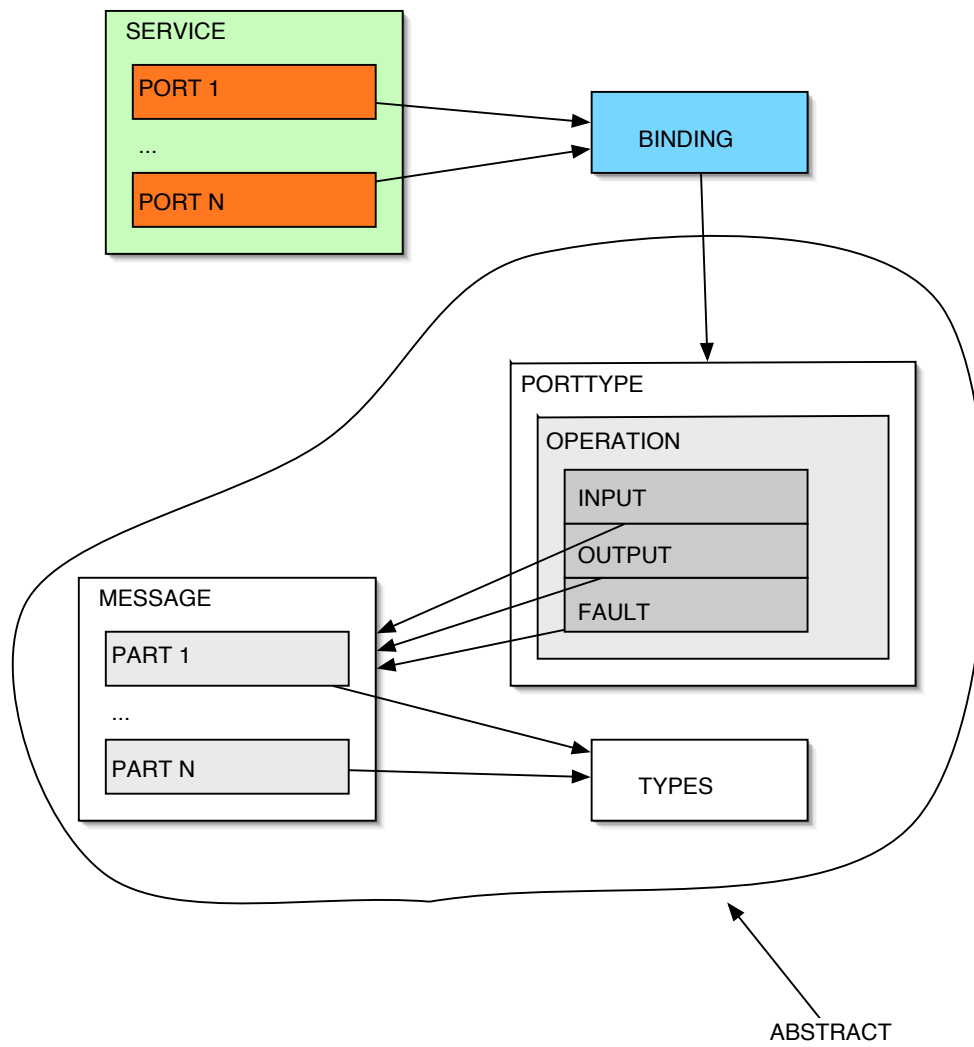 SERVICE
PORT 1
...
PORT N
BINDING
PORTTYPE
OPERATION
INPUT
OUTPUT
FAULT
MESSAGE
PART 1
...
PART N
TYPES
ABSTRACT